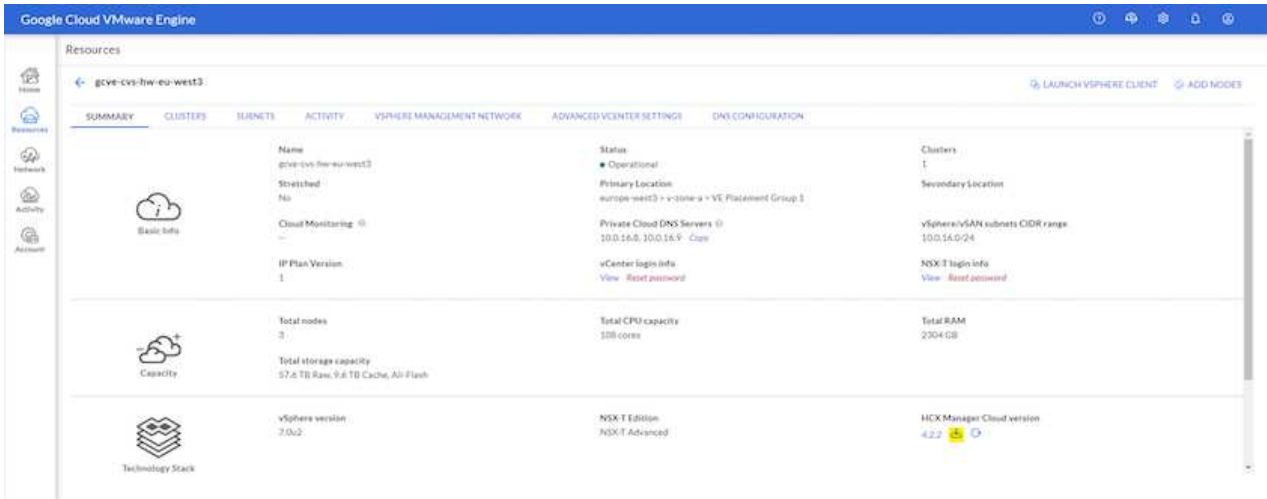 Google Cloud VMware Engine
Resources
gcve-cvs-hw-eu-west3
LAUNCH VSPHERE CLIENT
ADD NODES
SUMMARY
CLUSTERS
SUBNETS
ACTIVITY
VSPHERE MANAGEMENT NETWORK
ADVANCED VCENTER SETTINGS
DNS CONFIGURATION
Home
Resources
Network
Activity
Account
Basic Info
Name
gcve-cvs-hw-eu-west3
Status
Operational
Clusters
1
Stretched
No
Primary Location
europe-west3 > v-zone-a > VE Placement Group 1
Secondary Location
Cloud Monitoring
--
Private Cloud DNS Servers
10.0.16.8, 10.0.16.9 Copy
vSphere/vSAN subnets CIDR range
10.0.16.0/24
IP Plan Version
1
vCenter login info
View Reset password
NSX-T login info
View Reset password
Capacity
Total nodes
3
Total CPU capacity
108 cores
Total RAM
2304 GB
Total storage capacity
57.6 TB Raw, 9.6 TB Cache, All-Flash
Technology Stack
vSphere version
7.0u2
NSX-T Edition
NSX-T Advanced
HCX Manager Cloud version
4.2.2